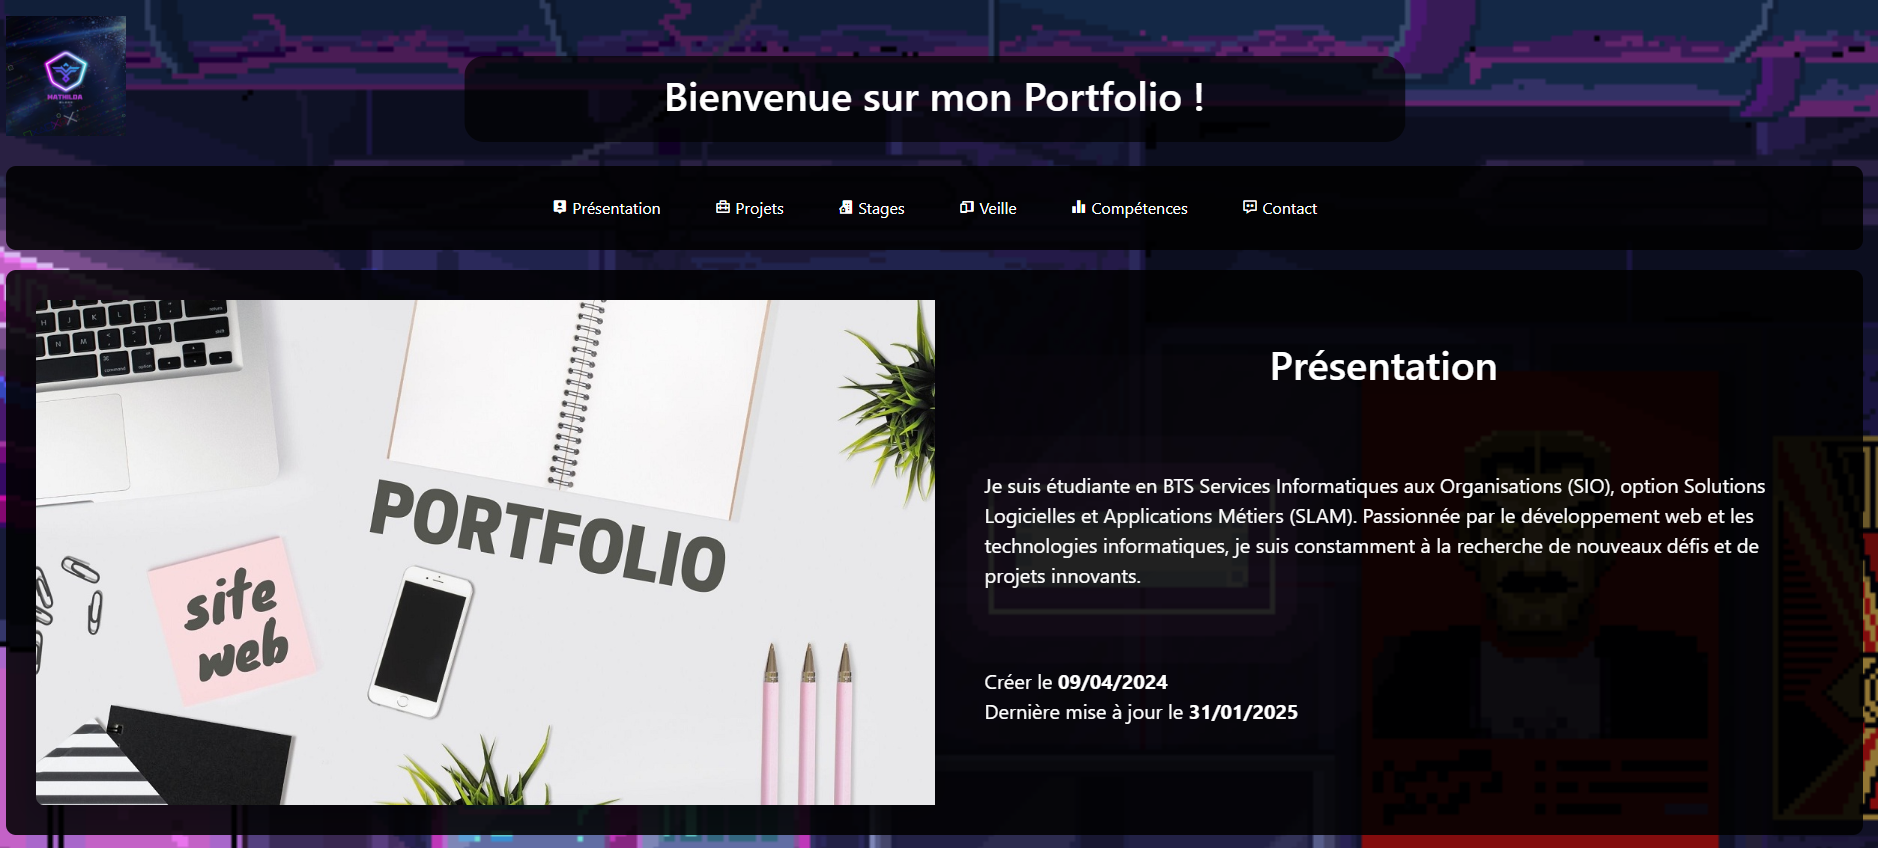 MATHILDA
Bienvenue sur mon Portfolio !
Présentation
Projets
Stages
Veille
Compétences
Contact
PORTFOLIO
site
web
Présentation
Je suis étudiante en BTS Services Informatiques aux Organisations (SIO), option Solutions
Logicielles et Applications Métiers (SLAM). Passionnée par le développement web et les
technologies informatiques, je suis constamment à la recherche de nouveaux défis et de
projets innovants.
Créer le 09/04/2024
Dernière mise à jour le 31/01/2025